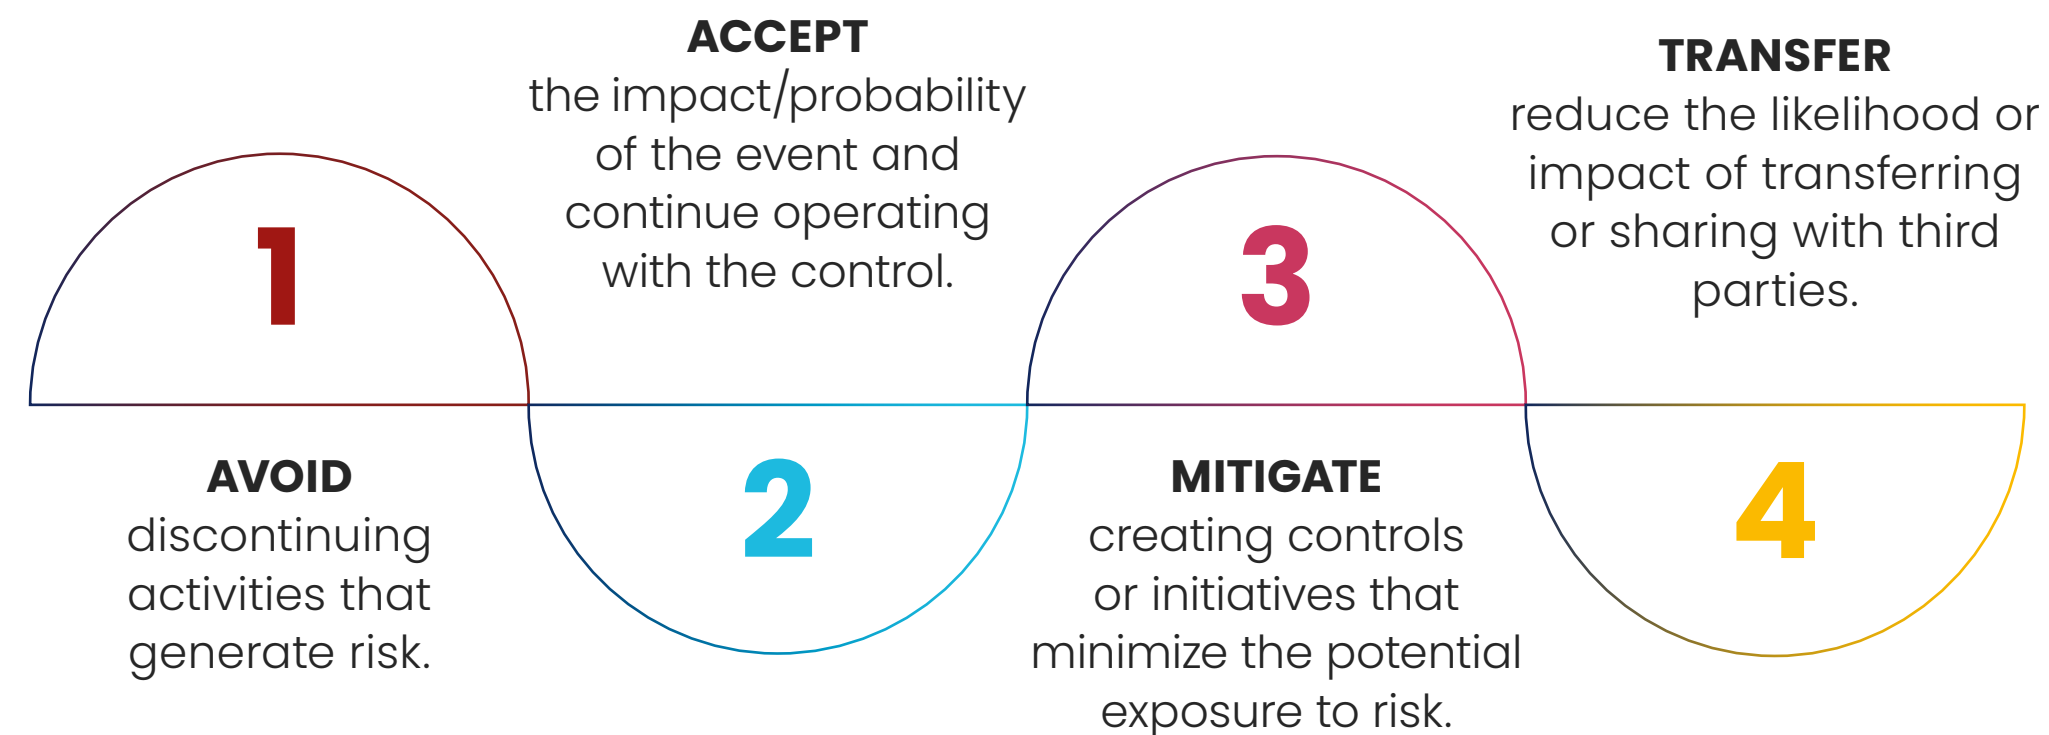 1
AVOID
discontinuing
activities that
generate risk.
ACCEPT
the impact/probability
of the event and
continue operating
with the control.
2
3
MITIGATE
creating controls
or initiatives that
minimize the potential
exposure to risk.
TRANSFER
reduce the likelihood or
impact of transferring
or sharing with third
parties.
4